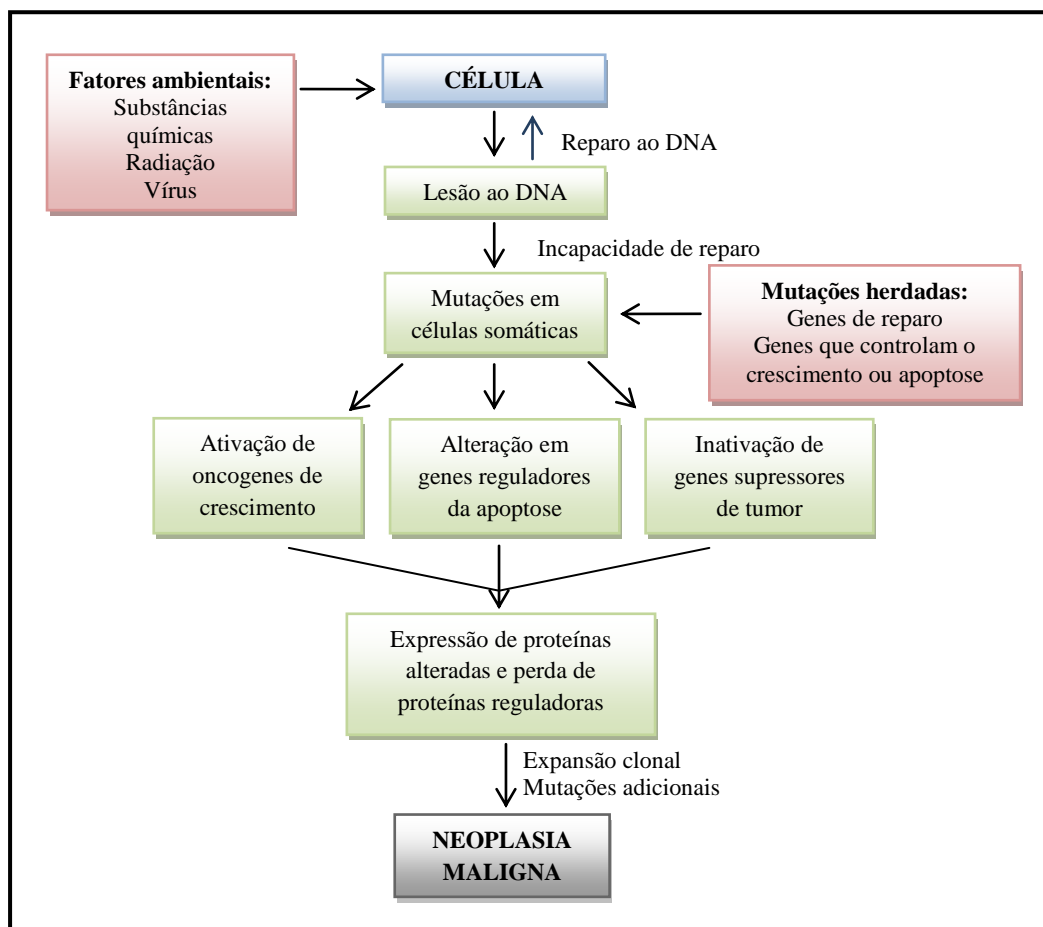 Fatores ambientais:
Substâncias
químicas
Radiação
Vírus
CÉLULA
Reparo ao DNA
Lesão ao DNA
Incapacidade de reparo
Mutações em
células somáticas
Mutações herdadas:
Genes de reparo
Genes que controlam o
crescimento ou apoptose
Ativação de
oncogenes de
crescimento
Alteração em
genes reguladores
da apoptose
Inativação de
genes supressores
de tumor
Expressão de proteínas
alteradas e perda de
proteínas reguladoras
Expansão clonal
Mutações adicionais
NEOPLASIA
MALIGNA